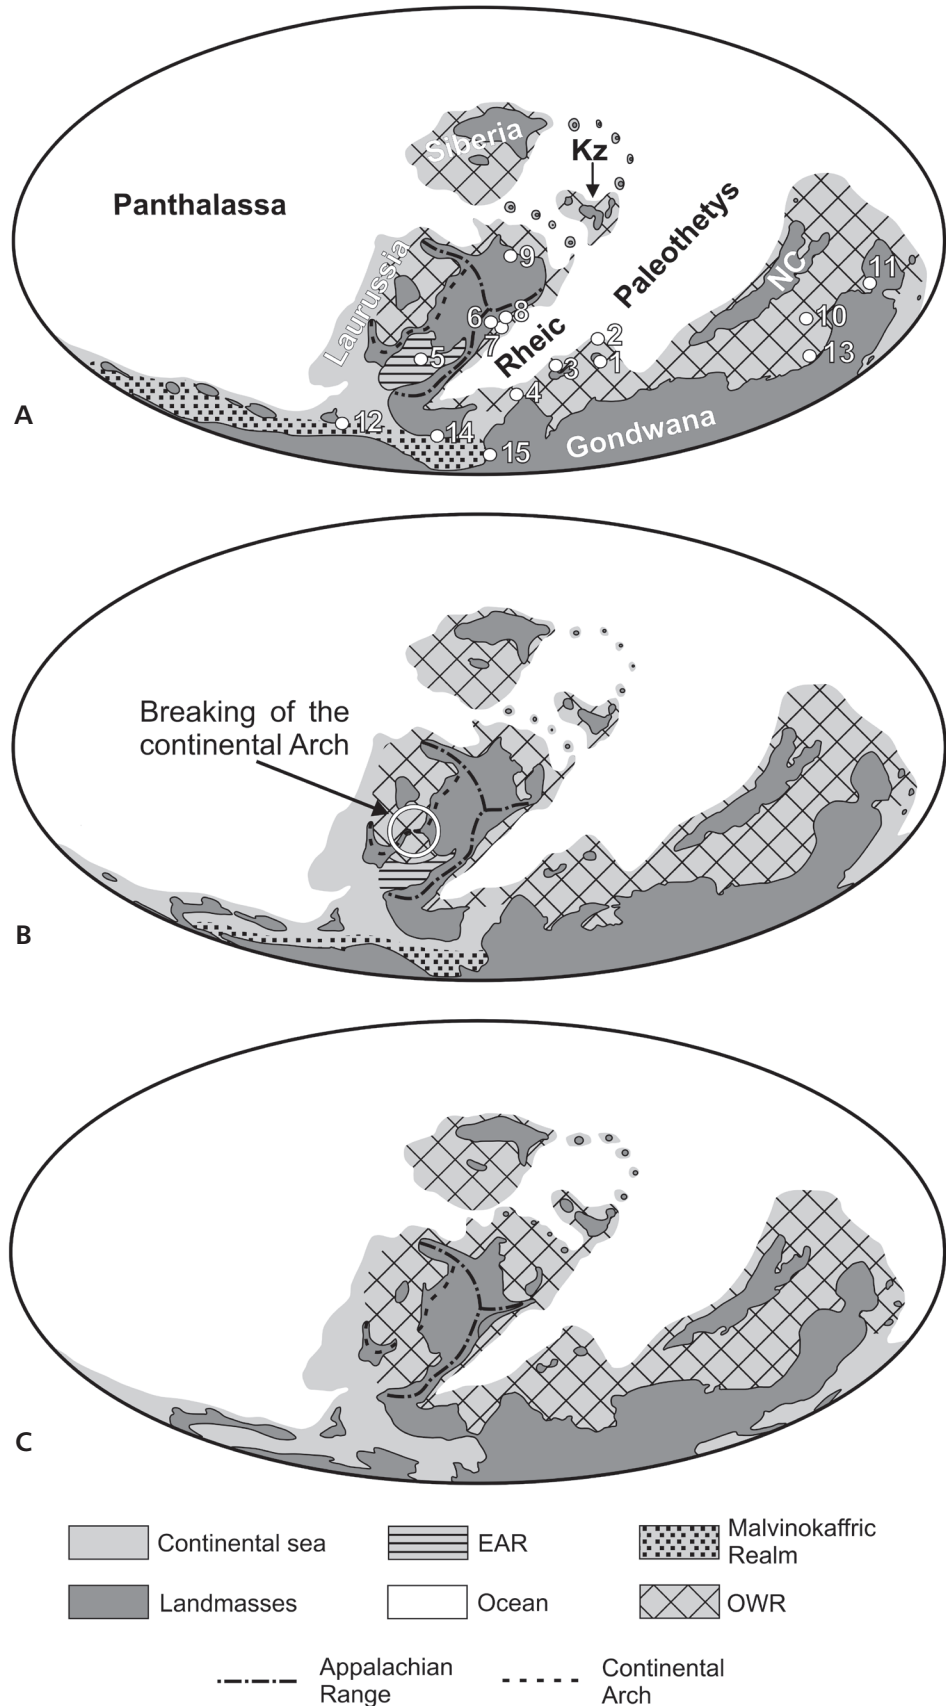 Siberia
Kz
Panthalassa
Paleothetys
Laurussia
NC
11
9
6
8
7
Rheic
10
2
5
3
1
13
4
A
12
14
Gondwana
15
Breaking of the
continental Arch
B
C
Continental sea
EAR
Malvinokaffric
Realm
Landmasses
Ocean
OWR
Appalachian
Range
Continental
Arch